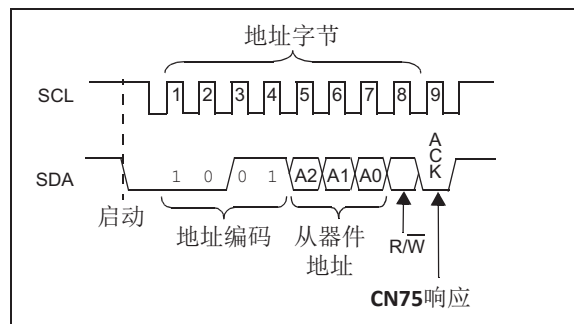 地址字节
SCL 1 2 3 4 5 6 7 8 9
ACK
SDA 1 0 0 1 A2 A1 A0
启动
地址编码
从器件
地址
R/W̅
CN75响应